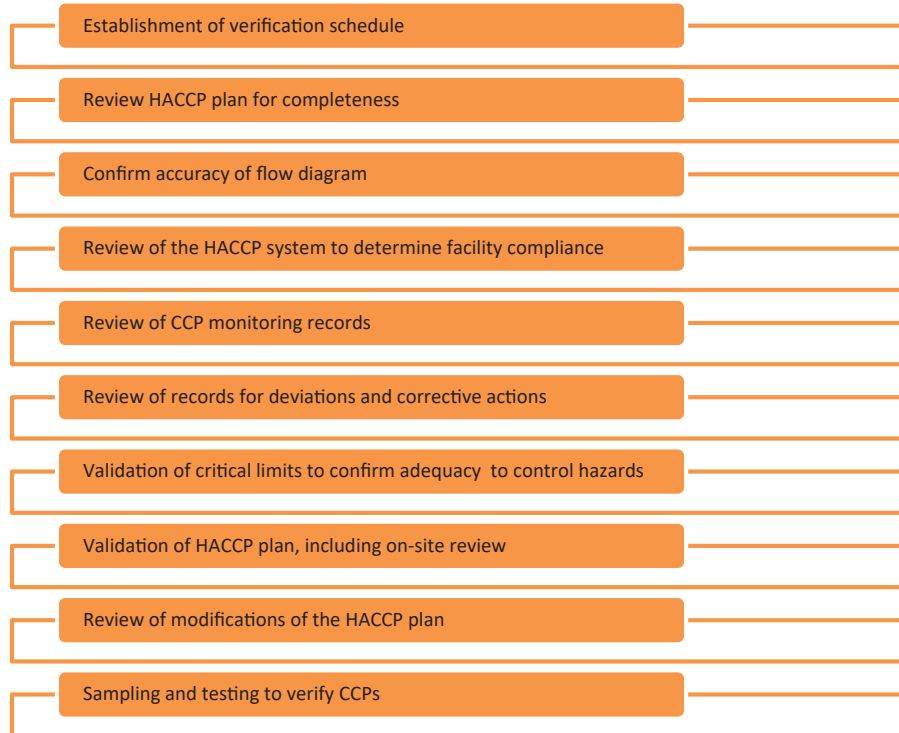 Establishment of verification schedule
Review HACCP plan for completeness
Confirm accuracy of flow diagram
Review of the HACCP system to determine facility compliance
Review of CCP monitoring records
Review of records for deviations and corrective actions
Validation of critical limits to confirm adequacy  to control hazards
Validation of HACCP plan, including on-site review
Review of modifications of the HACCP plan
Sampling and testing to verify CCPs